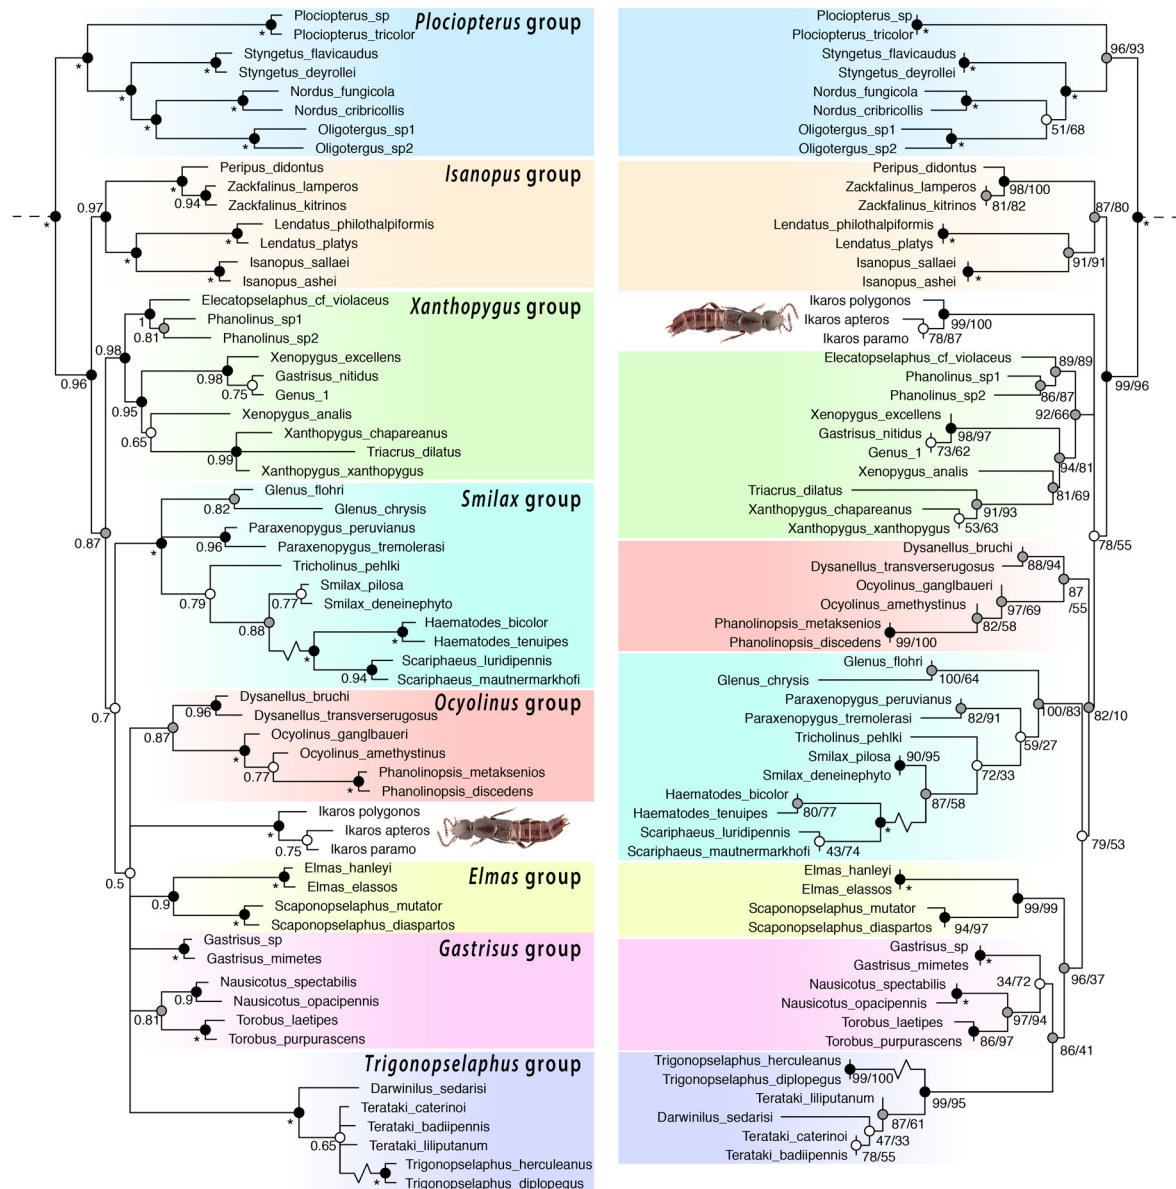 Plociopterus group
Plociopterus_sp
Plociopterus_tricolor
*
*
Styngetus_flavicaudus
Styngetus_deyrollei
*
*
Nordus_fungicola
Nordus_cribricollis
*
*
Oligotergus_sp1
Oligotergus_sp2
*
*
Isanopus group
Peripus_didontus
Zackfalinus_lamperos
Zackfalinus_kitrinos
*
0.94
0.97
Lendatus_philothalpiformis
Lendatus_platys
*
*
Isanopus_sallaei
Isanopus_ashei
*
Xanthopygus group
Elecatopselaphus_cf_violaceus
Phanolinus_sp1
Phanolinus_sp2
1
0.81
0.98
Xenopygus_excellens
Gastrisus_nitidus
Genus_1
0.98
0.75
0.96
0.95
Xenopygus_analis
Xanthopygus_chapareanus
Triacrus_dilatus
Xanthopygus_xanthopygus
0.65
0.99
Smilax group
Glenus_flohri
Glenus_chrysis
0.82
Paraxenopygus_peruvianus
Paraxenopygus_tremolerasi
0.96
*
0.87
Tricholinus_pehlki
Smilax_pilosa
Smilax_deneinephyto
0.79
0.77
0.88
Haematodes_bicolor
Haematodes_tenuipes
*
*
Scariphaeus_luridipennis
Scariphaeus_mautnermarkhofi
0.94
Ocyolinus group
Dysanellus_bruchi
Dysanellus_transverserugosus
0.96
0.7
0.87
Ocyolinus_ganglbaueri
Ocyolinus_amethystinus
*
0.77
Phanolinopsis_metaksenios
Phanolinopsis_discedens
*
Ikaros polygonos
Ikaros apteros
Ikaros paramo
*
0.75
0.5
Elmas group
Elmas_hanleyi
Elmas_elassos
*
0.9
Scaponopselaphus_mutator
Scaponopselaphus_diaspartos
*
Gastrisus group
Gastrisus_sp
Gastrisus_mimetes
*
Nausicotus_spectabilis
Nausicotus_opacipennis
0.9
0.81
Torobus_laetipes
Torobus_purpurascens
*
Trigonopselaphus group
Darwinilus_sedarisi
Terataki_caterinoi
Terataki_badiipennis
Terataki_liliputanum
*
0.65
Trigonopselaphus_herculeanus
Trigonopselaphus_diplopegus
*
Plociopterus_sp
Plociopterus_tricolor
*
96/93
Styngetus_flavicaudus
Styngetus_deyrollei
*
*
Nordus_fungicola
Nordus_cribricollis
*
51/68
Oligotergus_sp1
Oligotergus_sp2
*
Peripus_didontus
Zackfalinus_lamperos
Zackfalinus_kitrinos
98/100
81/82
87/80
*
Lendatus_philothalpiformis
Lendatus_platys
*
91/91
Isanopus_sallaei
Isanopus_ashei
*
Ikaros polygonos
Ikaros apteros
Ikaros paramo
99/100
78/87
Elecatopselaphus_cf_violaceus
Phanolinus_sp1
Phanolinus_sp2
89/89
86/87
99/96
92/66
Xenopygus_excellens
Gastrisus_nitidus
Genus_1
98/97
73/62
94/81
Xenopygus_analis
Triacrus_dilatus
Xanthopygus_chapareanus
Xanthopygus_xanthopygus
81/69
91/93
53/63
78/55
Dysanellus_bruchi
Dysanellus_transverserugosus
88/94
87
/55
Ocyolinus_ganglbaueri
Ocyolinus_amethystinus
97/69
82/58
Phanolinopsis_metaksenios
Phanolinopsis_discedens
99/100
Glenus_flohri
Glenus_chrysis
100/64
100/83
82/10
Paraxenopygus_peruvianus
Paraxenopygus_tremolerasi
82/91
59/27
Tricholinus_pehlki
Smilax_pilosa
Smilax_deneinephyto
90/95
72/33
87/58
Haematodes_bicolor
Haematodes_tenuipes
80/77
*
Scariphaeus_luridipennis
Scariphaeus_mautnermarkhofi
43/74
79/53
Elmas_hanleyi
Elmas_elassos
*
99/99
Scaponopselaphus_mutator
Scaponopselaphus_diaspartos
94/97
Gastrisus_sp
Gastrisus_mimetes
*
34/72
96/37
Nausicotus_spectabilis
Nausicotus_opacipennis
*
97/94
Torobus_laetipes
Torobus_purpurascens
86/97
86/41
Trigonopselaphus_herculeanus
Trigonopselaphus_diplopegus
99/100
99/95
Terataki_liliputanum
Darwinilus_sedarisi
87/61
47/33
Terataki_caterinoi
Terataki_badiipennis
78/55